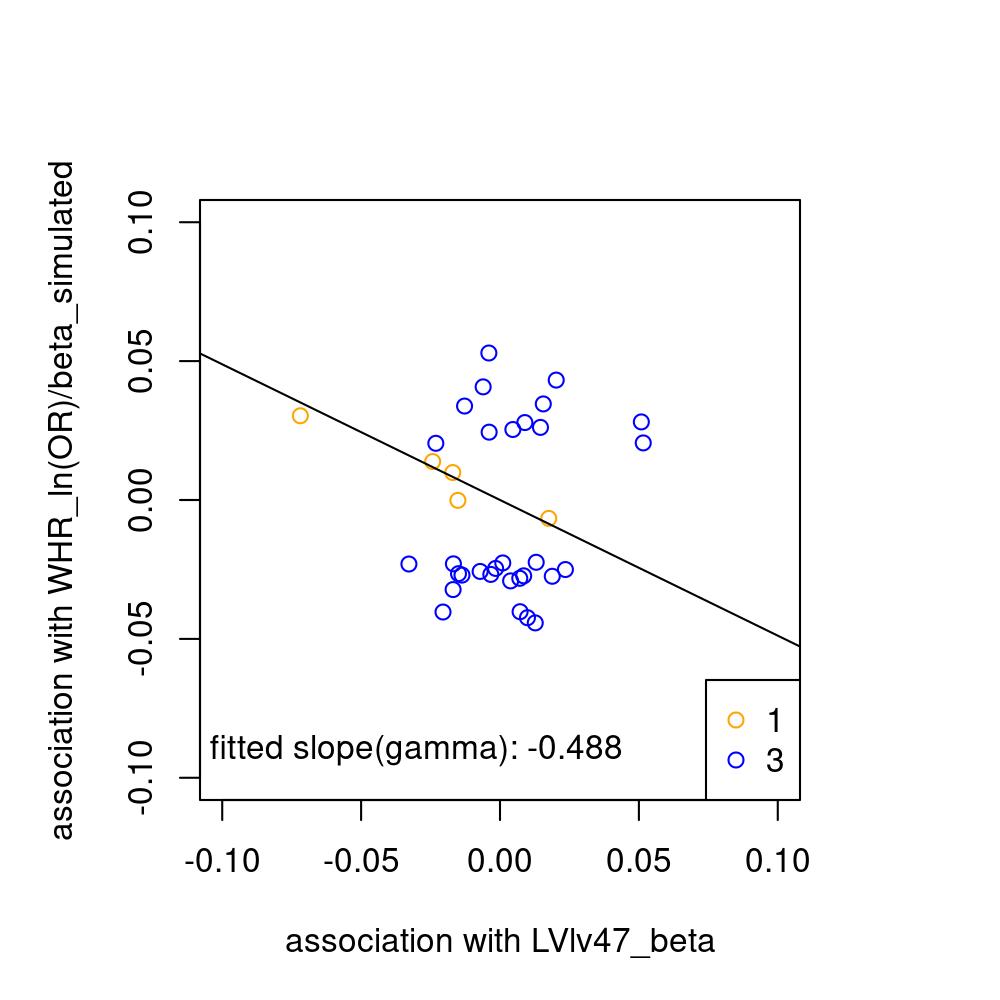 association with WHR_ln(OR)/beta_simulated
0.10
0.05
0.00
-0.05
-0.10
fitted slope(gamma): -0.488
1
3
-0.10 -0.05 0.00 0.05 0.10
association with LVlv47_beta